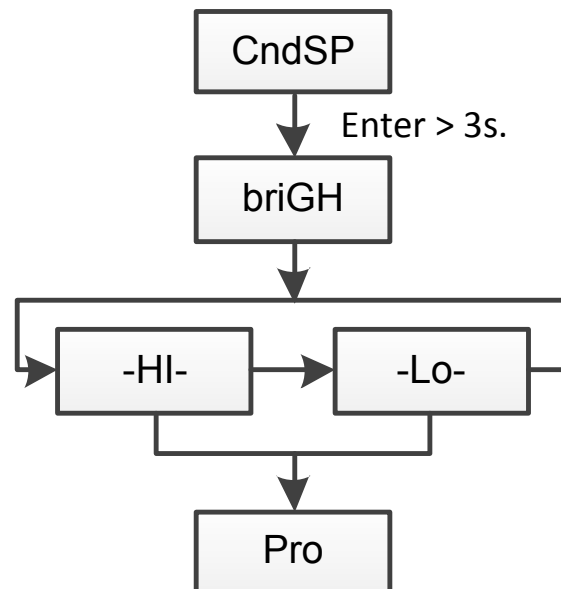 CndSP
Enter > 3s.
briGH
-HI-
-Lo-
Pro